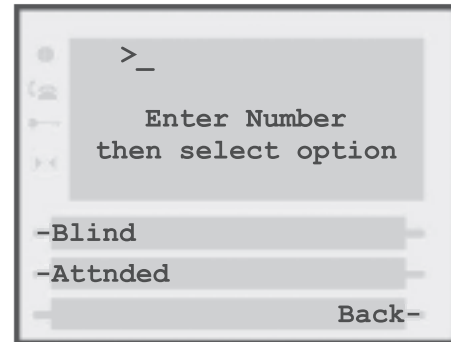 >_
Enter Number
then select option
-Blind
-Attnded
Back-